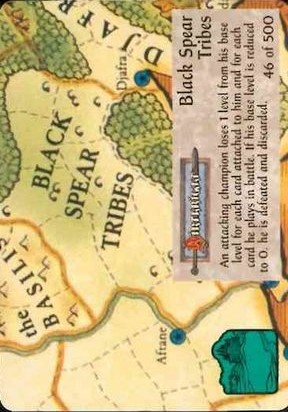 DJAFR
Djafra
BLACK
SPEAR
TRIBES
the
BASILIS
Aftane
Black Spear
Tribes
BIRTHRIGHT
An attacking champion loses 1 level from his base
level for each card attached to him and for each
card he plays in battle. If his base level is reduced
to 0, he is defeated and discarded.
46 of 500